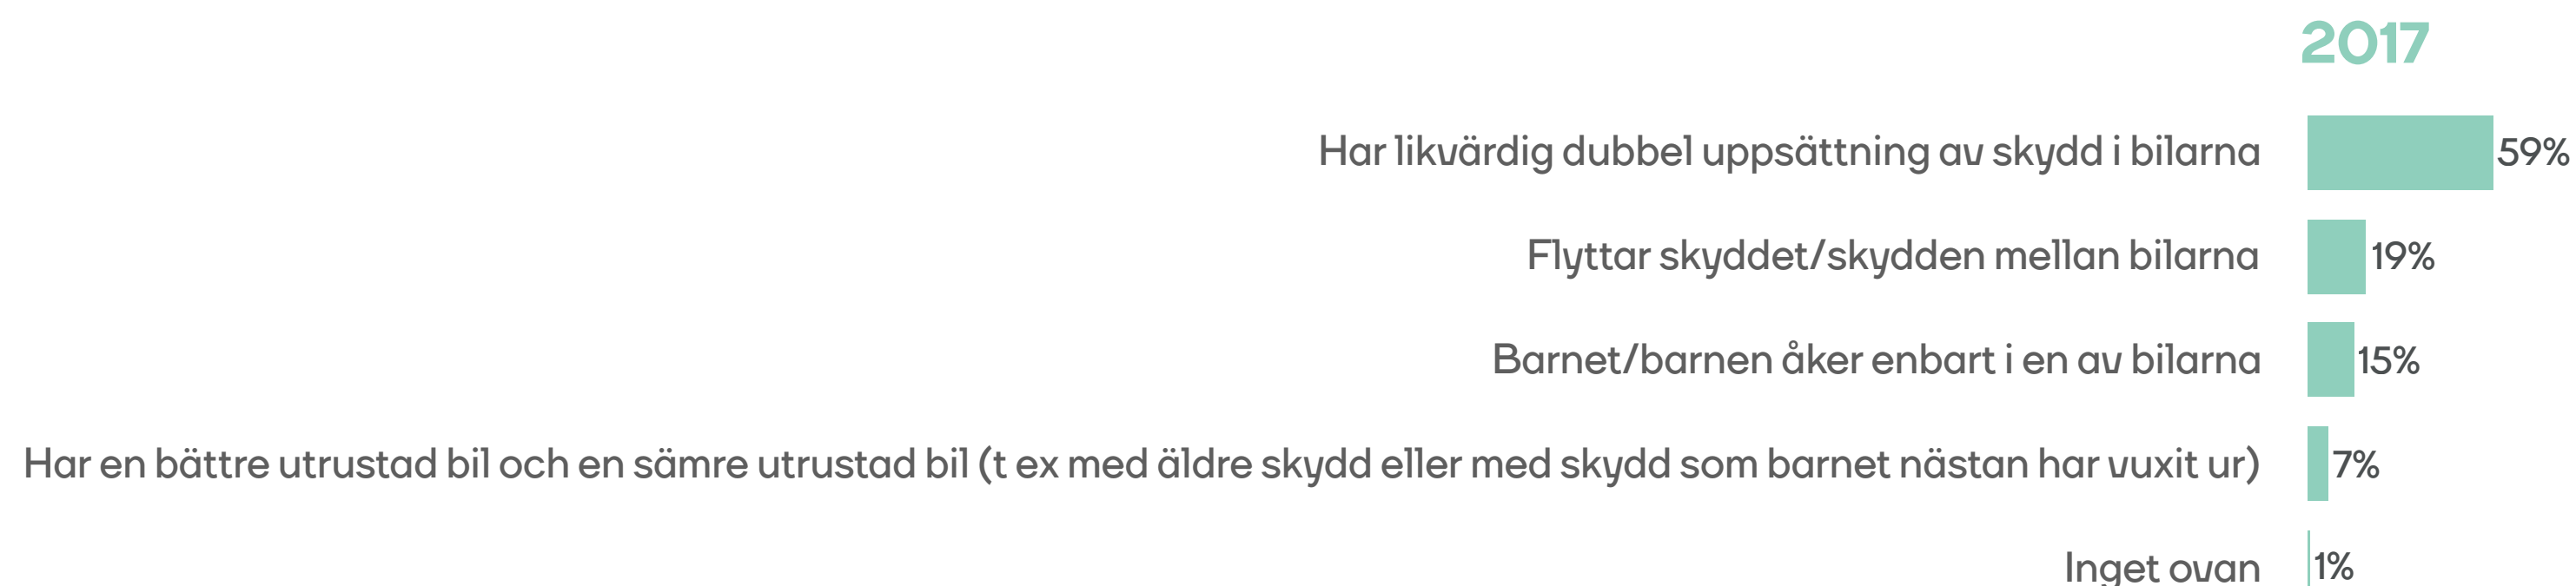 2017
Har likvärdig dubbel uppsättning av skydd i bilarna 59%
Flyttar skyddet/skydden mellan bilarna 19%
Barnet/barnen åker enbart i en av bilarna 15%
Har en bättre utrustad bil och en sämre utrustad bil (t ex med äldre skydd eller med skydd som barnet nästan har vuxit ur) 7%
Inget ovan 1%